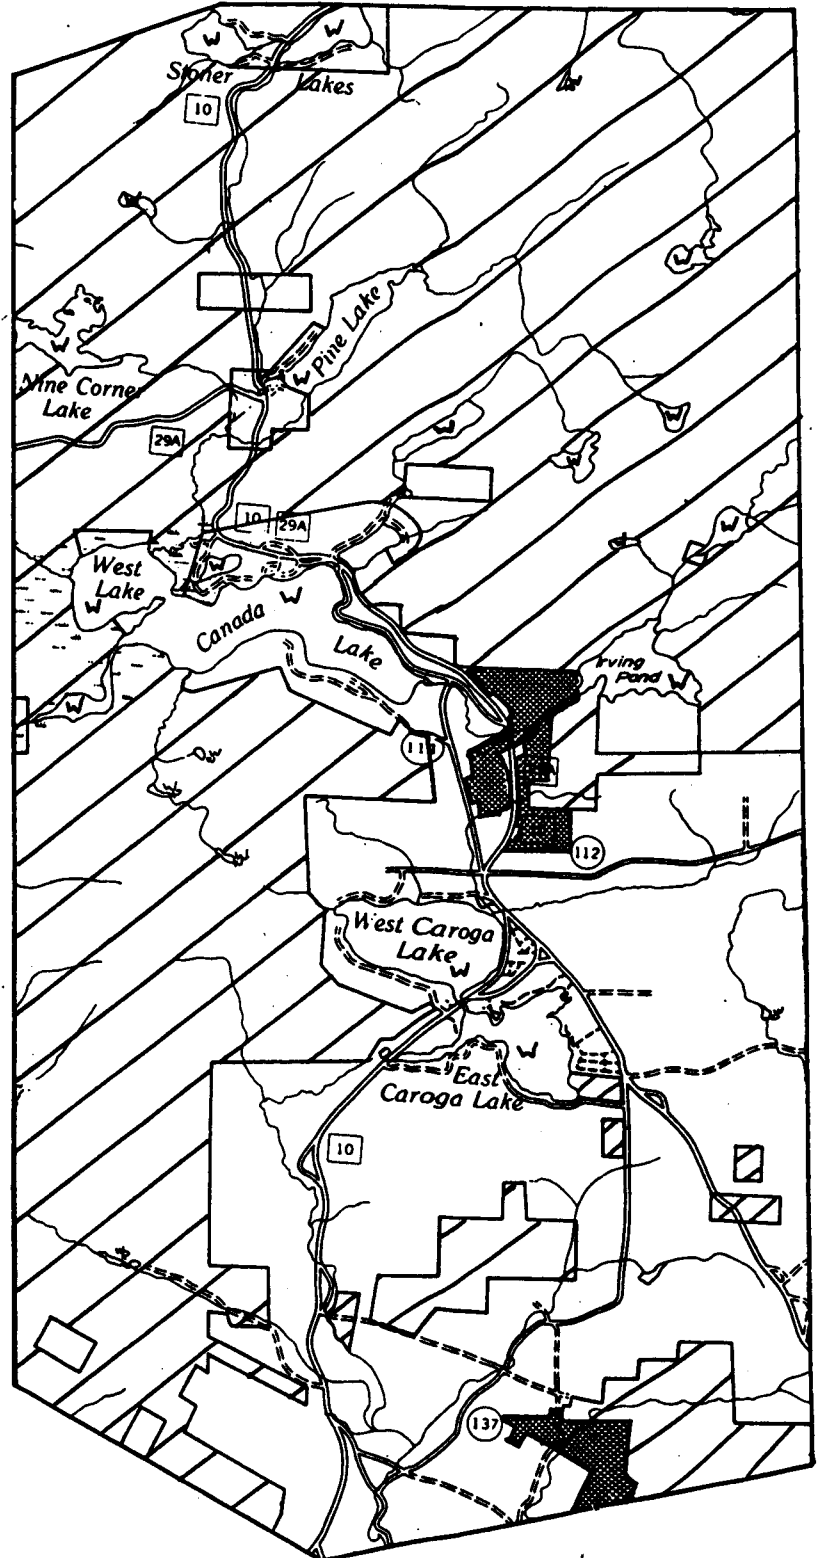 W
W
Stoner
Lakes
10
W
W
W
Pine Lake
W
Nine Corner
Lake
29A
W
W
W
10
29A
W
W
West
Lake
W
W
Canada
Lake
Irving
Pond W
W
112
West Caroga
Lake
W
W
East
Caroga Lake
10
137